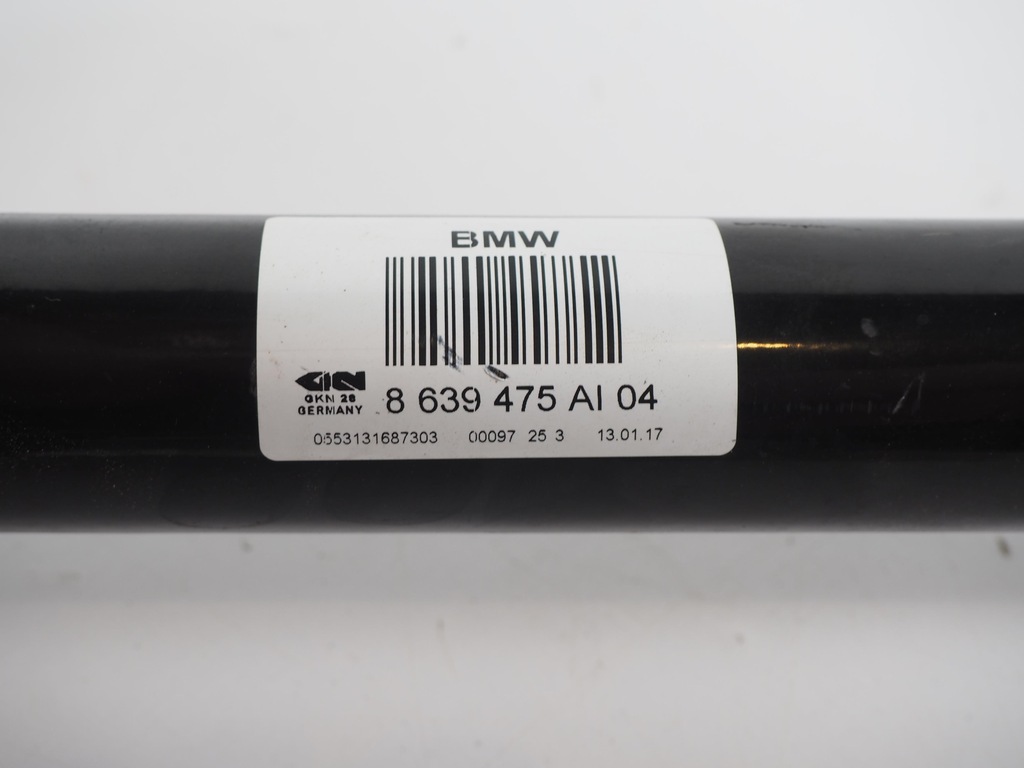 BMW
GKN
GKN 28
GERMANY
8 639 475 AI 04
0553131687303 00097 25 3 13.01.17